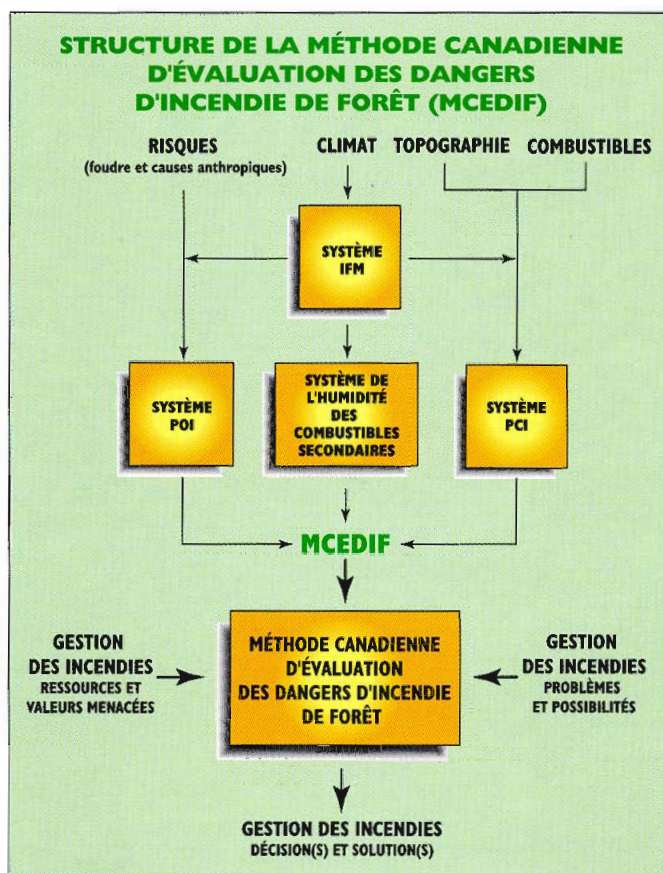 STRUCTURE DE LA MÉTHODE CANADIENNE
D'ÉVALUATION DES DANGERS
D'INCENDIE DE FORÊT (MCEDIF)
RISQUES
(foudre et causes anthropiques)
CLIMAT
TOPOGRAPHIE
COMBUSTIBLES
SYSTÈME
IFM
SYSTÈME
POI
SYSTÈME DE
L'HUMIDITÉ
DES
COMBUSTIBLES
SECONDAIRES
SYSTÈME
PCI
MCEDIF
GESTION
DES INCENDIES
RESSOURCES ET
VALEURS MENACÉES
MÉTHODE CANADIENNE
D'ÉVALUATION
DES DANGERS D'INCENDIE
DE FORÊT
GESTION
DES INCENDIES
PROBLÈMES
ET POSSIBILITÉS
GESTION DES INCENDIES
DÉCISION(S) ET SOLUTION(S)